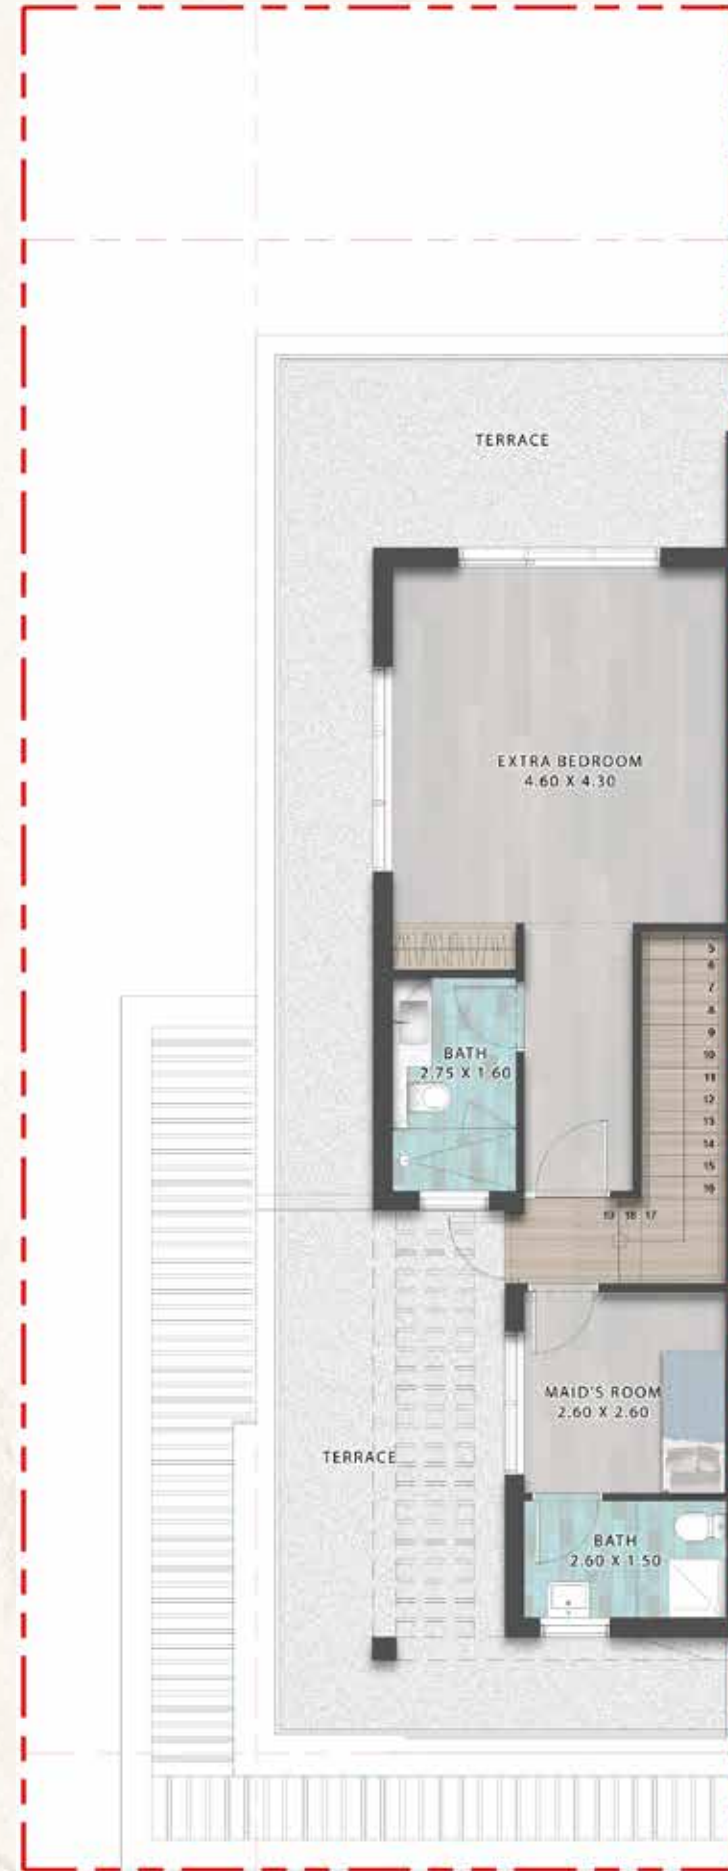 TERRACE
EXTRA BEDROOM
4.60 X 4.30
5
6
7
8
9
10
11
12
13
14
15
16
BATH
2.75 X 1.60
19 18 17
MAID'S ROOM
2.60 X 2.60
TERRACE
BATH
2.60 X 1.50